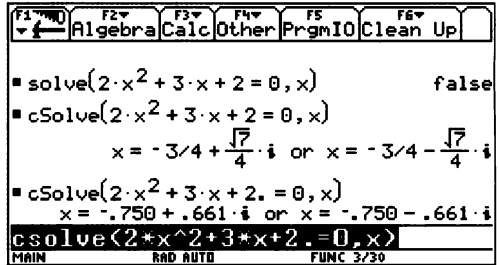 F1 F2 Algebra F3 Calc F4 Other F5 PrgmIO F6 Clean Up
▪ solve(2·x² + 3·x + 2 = 0, x) false
▪ cSolve(2·x² + 3·x + 2 = 0, x)
x = -3/4 + √7/4·i or x = -3/4 - √7/4·i
▪ cSolve(2·x² + 3·x + 2. = 0, x)
x = -.750 + .661·i or x = -.750 - .661·i
csolve(2*x^2+3*x+2.=0,x)
MAIN RAD AUTO FUNC 3/30